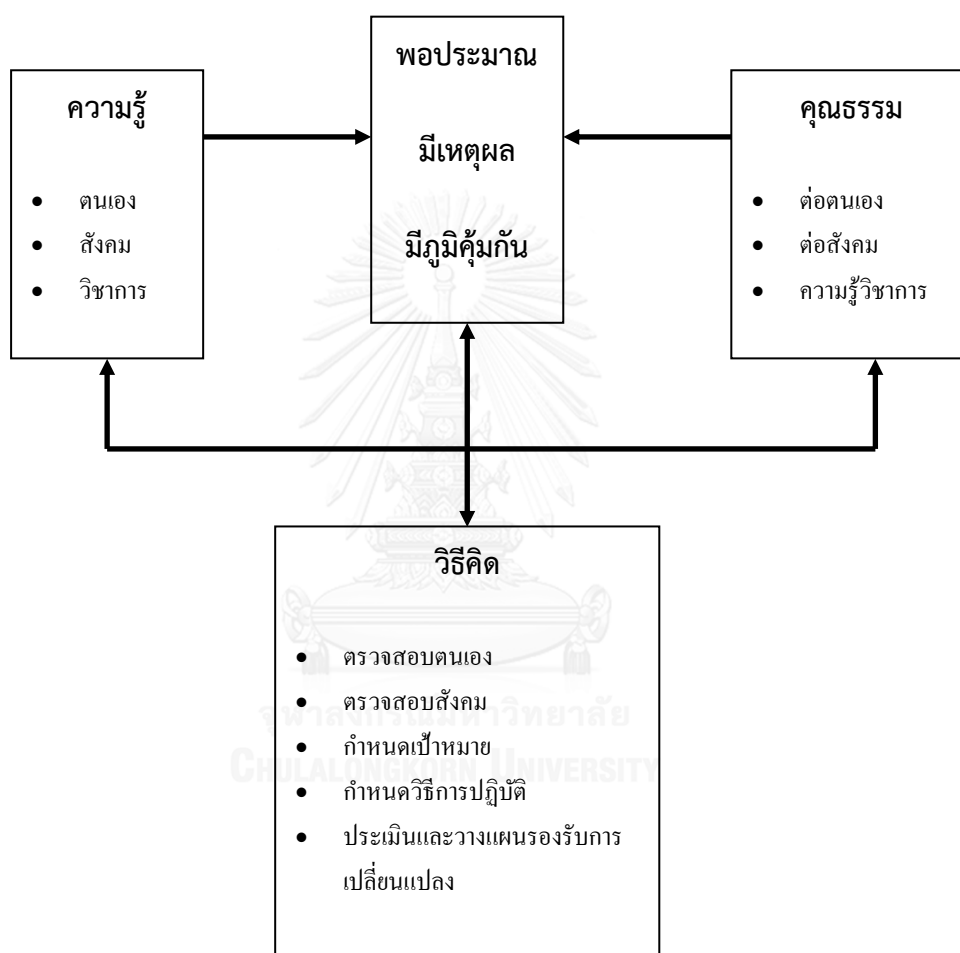 พอประมาณ
มีเหตุผล
มีภูมิคุ้มกัน
ความรู้
• ตนเอง
• สังคม
• วิชาการ
คุณธรรม
• ต่อตนเอง
• ต่อสังคม
• ความรู้วิชาการ
วิธีคิด
• ตรวจสอบตนเอง
• ตรวจสอบสังคม
• กำหนดเป้าหมาย
• กำหนดวิธีการปฏิบัติ
• ประเมินและวางแผนรองรับการ
เปลี่ยนแปลง
จุฬาลงกรณ์มหาวิทยาลัย
CHULALONGKORN UNIVERSITY